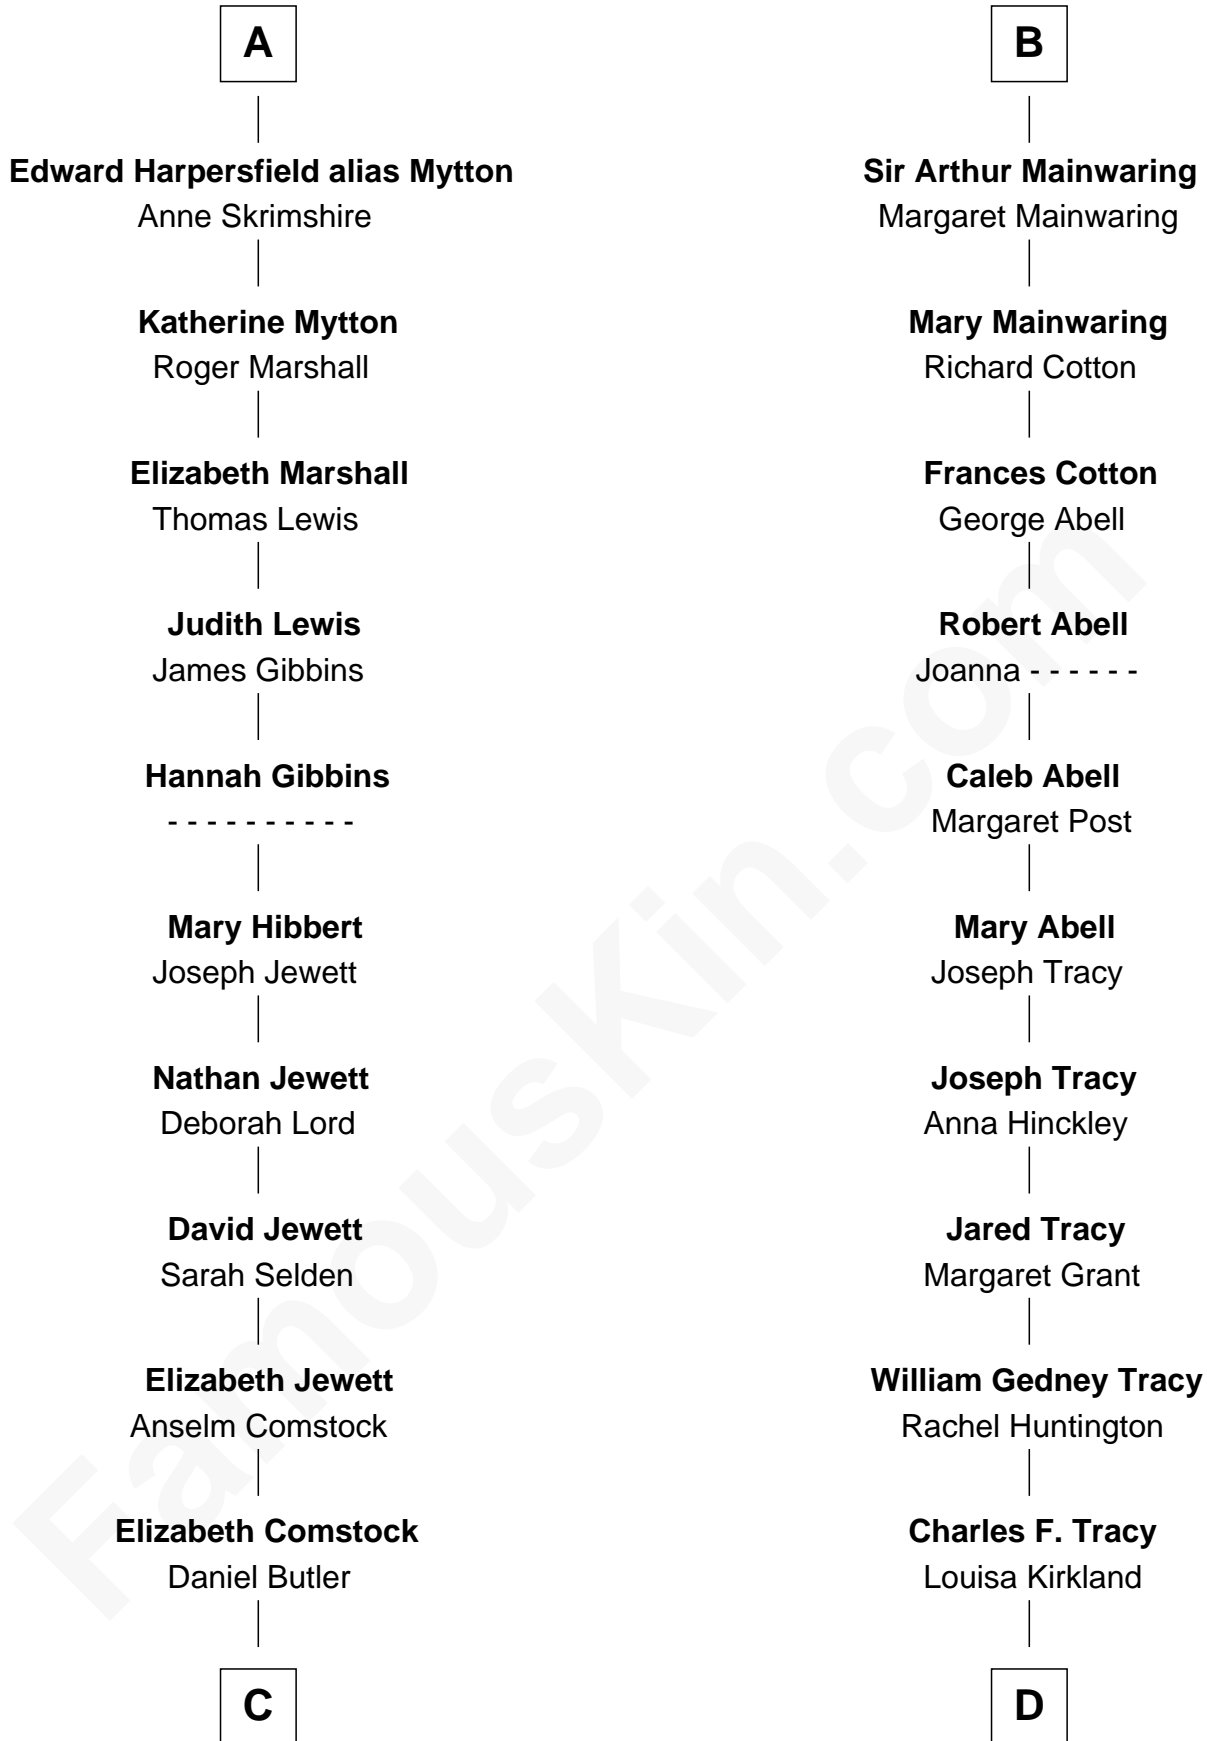 A
Edward Harpersfield alias Mytton
Anne Skrimshire
Katherine Mytton
Roger Marshall
Elizabeth Marshall
Thomas Lewis
Judith Lewis
James Gibbins
Hannah Gibbins
- - - - - - - - - -
Mary Hibbert
Joseph Jewett
Nathan Jewett
Deborah Lord
David Jewett
Sarah Selden
Elizabeth Jewett
Anselm Comstock
Elizabeth Comstock
Daniel Butler
C
B
Sir Arthur Mainwaring
Margaret Mainwaring
Mary Mainwaring
Richard Cotton
Frances Cotton
George Abell
Robert Abell
Joanna - - - - - -
Caleb Abell
Margaret Post
Mary Abell
Joseph Tracy
Joseph Tracy
Anna Hinckley
Jared Tracy
Margaret Grant
William Gedney Tracy
Rachel Huntington
Charles F. Tracy
Louisa Kirkland
D
FamousKin.com